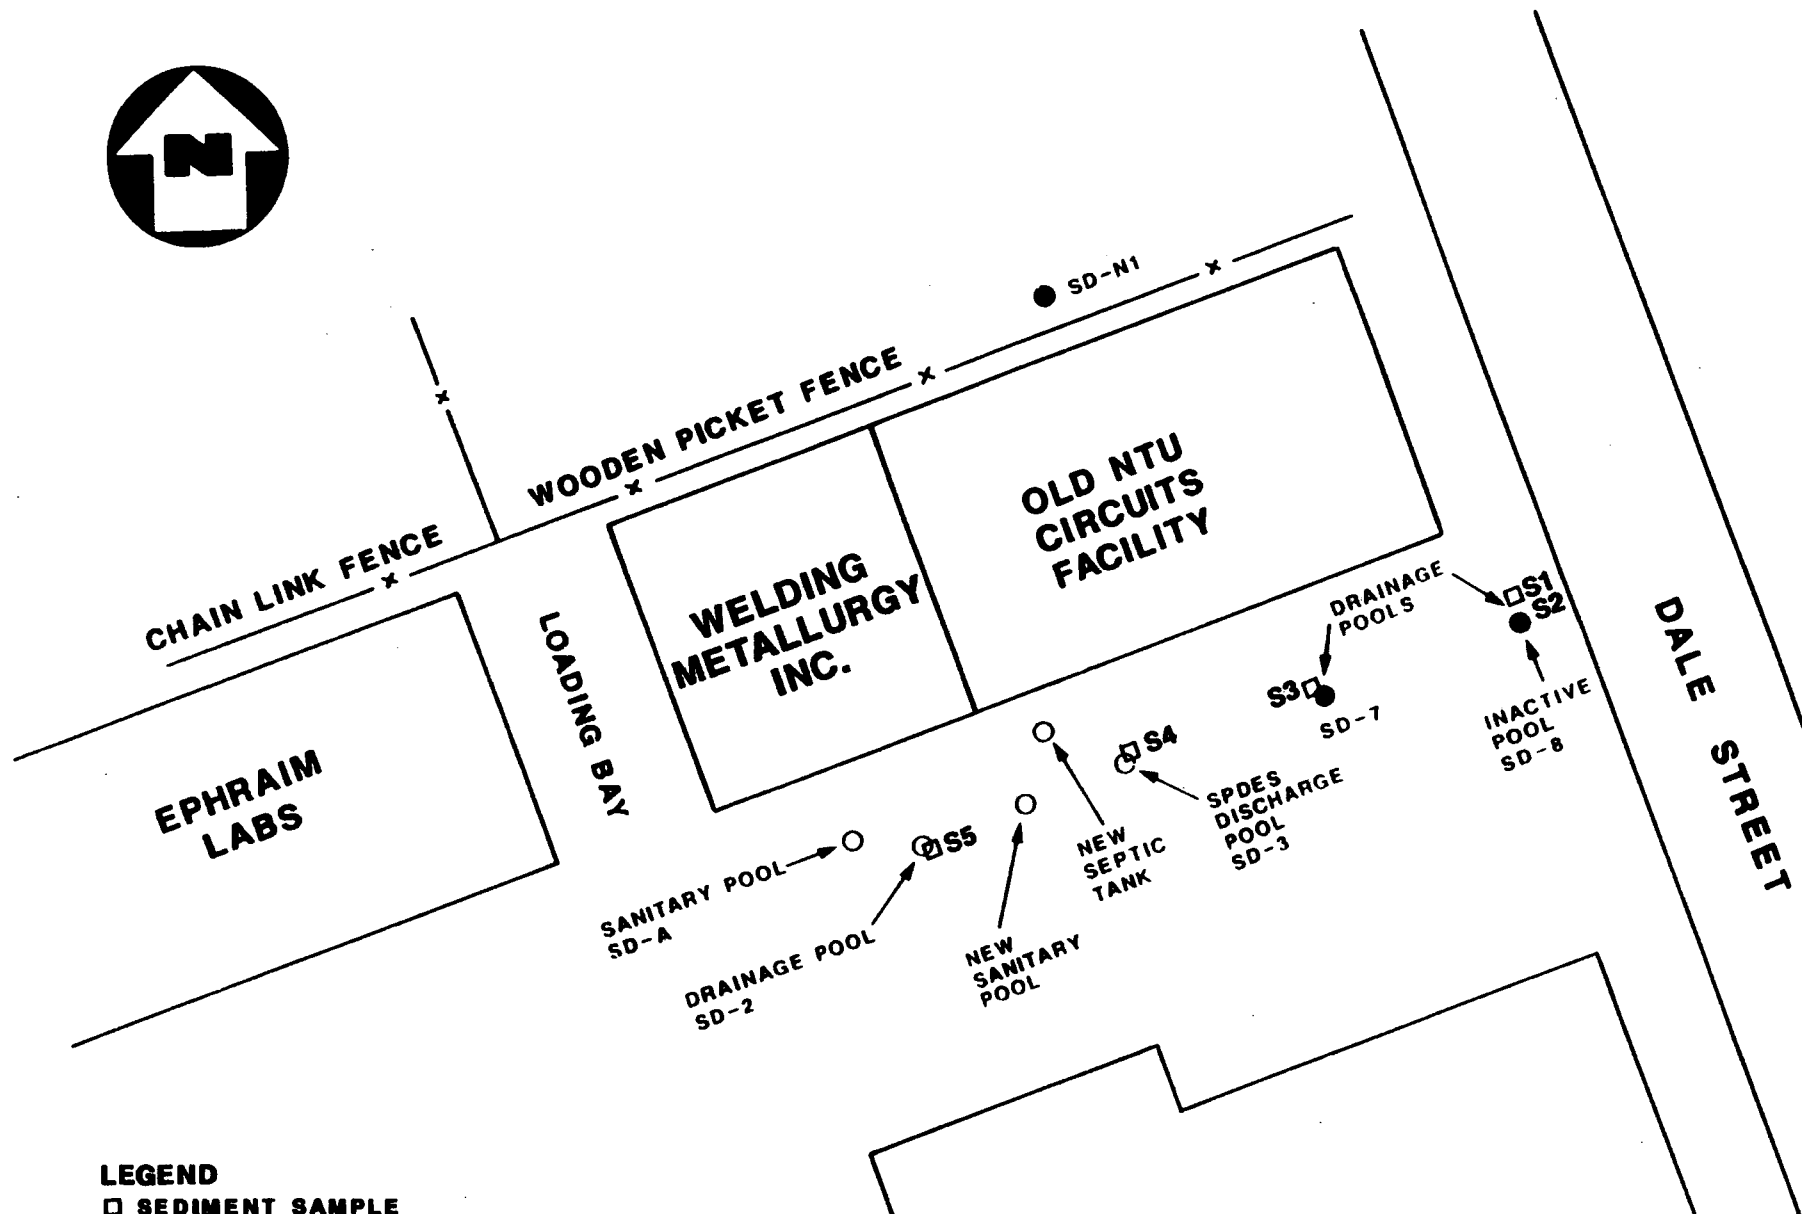 N
SD-N1
WOODEN PICKET FENCE
CHAIN LINK FENCE
OLD NTU
CIRCUITS
FACILITY
WELDING
METALLURGY
INC.
LOADING BAY
EPHRAIM
LABS
DRAINAGE
POOLS
S1
S2
S3
SD-7
INACTIVE
POOL
SD-8
DALE STREET
S4
SPDES
DISCHARGE
POOL
SD-3
NEW
SEPTIC
TANK
S5
SANITARY POOL
SD-A
DRAINAGE POOL
SD-2
NEW
SANITARY
POOL
LEGEND
SEDIMENT SAMPLE